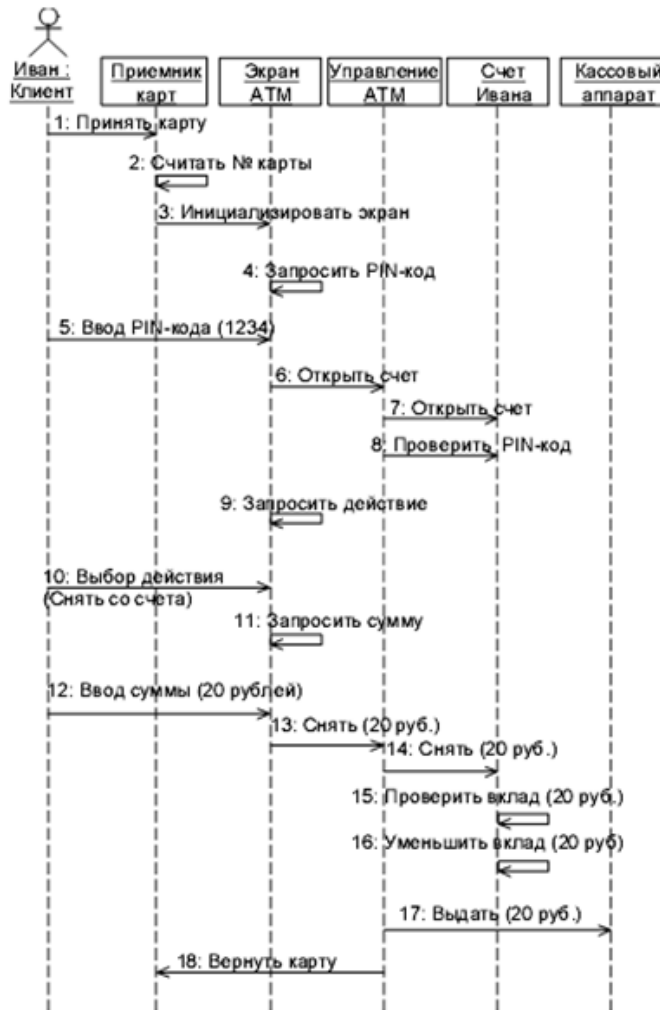 Иван :
Клиент
Приемник
карт
Экран
АТМ
Управление
АТМ
Счет
Ивана
Кассовый
аппарат
1: Принять карту
2: Считать № карты
3: Инициализировать экран
4: Запросить PIN-код
5: Ввод PIN-кода (1234)
6: Открыть счет
7: Открыть счет
8: Проверить PIN-код
9: Запросить действие
10: Выбор действия
(Снять со счета)
11: Запросить сумму
12: Ввод суммы (20 рублей)
13: Снять (20 руб.)
14: Снять (20 руб.)
15: Проверить вклад (20 руб.)
16: Уменьшить вклад (20 руб)
17: Выдать (20 руб.)
18: Вернуть карту